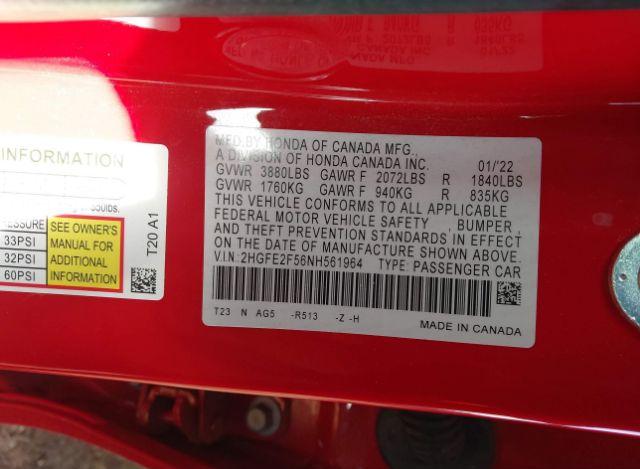 INFORMATION
PRESSURE
33PSI
32PSI
60PSI
SEE OWNER'S
MANUAL FOR
ADDITIONAL
INFORMATION
T20 A1
MFD.BY HONDA OF CANADA MFG.,
A DIVISION OF HONDA CANADA INC. 01/'22
GVWR 3880LBS GAWR F 2072LBS R 1840LBS
GVWR 1760KG GAWR F 940KG R 835KG
THIS VEHICLE CONFORMS TO ALL APPLICABLE
FEDERAL MOTOR VEHICLE SAFETY , BUMPER ,
AND THEFT PREVENTION STANDARDS IN EFFECT
ON THE DATE OF MANUFACTURE SHOWN ABOVE.
V.I.N.:2HGFE2F56NH561964 TYPE: PASSENGER CAR
T23 N AG5 -R513 -Z -H
MADE IN CANADA